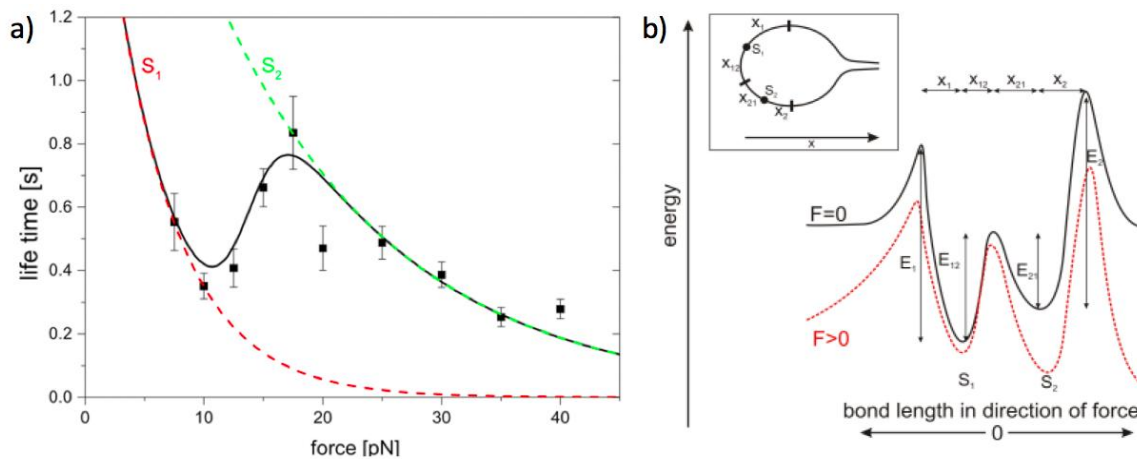 a)
life time [s]
1.2
1.0
0.8
0.6
0.4
0.2
0.0
S1
S2
0 10 20 30 40
force [pN]
b)
x1
S1
x12
x21
S2
x2
x
energy
x1 x12 x21 x2
F=0
E1
E12
E21
E2
F>0
S1
S2
bond length in direction of force
0